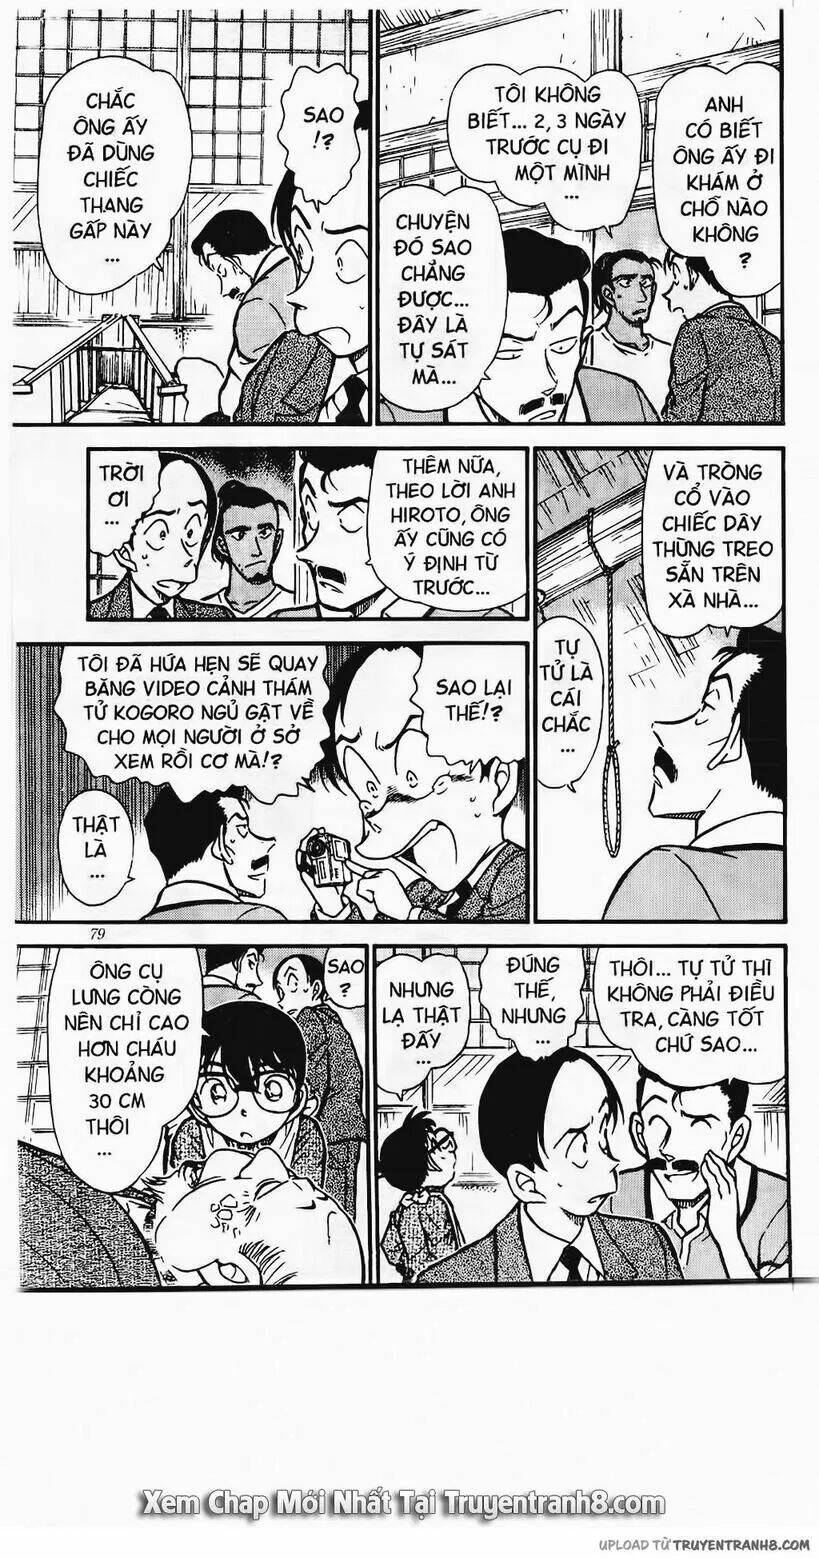 ANH
CÓ BIẾT
ÔNG ẤY ĐI
KHÁM Ở
CHỖ NÀO
KHÔNG
?
TÔI KHÔNG
BIẾT... 2, 3 NGÀY
TRƯỚC CỤ ĐI
MỘT MÌNH
...
CHUYỆN
ĐÓ SAO
CHẲNG
ĐƯỢC...
ĐÂY LÀ
TỰ SÁT
MÀ...
SAO
!?
CHẮC
ÔNG ẤY
ĐÃ DÙNG
CHIẾC
THANG
GẤP NÀY
...
VÀ TRÒNG
CỔ VÀO
CHIẾC DÂY
THỪNG TREO
SẴN TRÊN
XÀ NHÀ...
TỰ
TỬ LÀ
CÁI
CHẮC
...
THÊM NỮA,
THEO LỜI ANH
HIROTO, ÔNG
ẤY CŨNG CÓ
Ý ĐỊNH TỪ
TRƯỚC...
TRỜI
ƠI
...
SAO LẠI
THẾ!?
TÔI ĐÃ HỨA HẸN SẼ QUAY
BĂNG VIDEO CẢNH THÁM
TỬ KOGORO NGỦ GẬT VỀ
CHO MỌI NGƯỜI Ở SỞ
XEM RỒI CƠ MÀ!?
THẬT
LÀ
...
79
THÔI... TỰ TỬ THÌ
KHÔNG PHẢI ĐIỀU
TRA, CÀNG TỐT
CHỨ SAO...
ĐÚNG
THẾ,
NHƯNG
...
NHƯNG
LẠ THẬT
ĐẤY
...
SAO
?
ÔNG CỤ
LƯNG CÒNG
NÊN CHỈ CAO
HƠN CHÁU
KHOẢNG
30 CM
THÔI
...
Xem Chap Mới Nhất Tại Truyentranh8.com
UPLOAD TỪ TRUYENTRANH8.COM